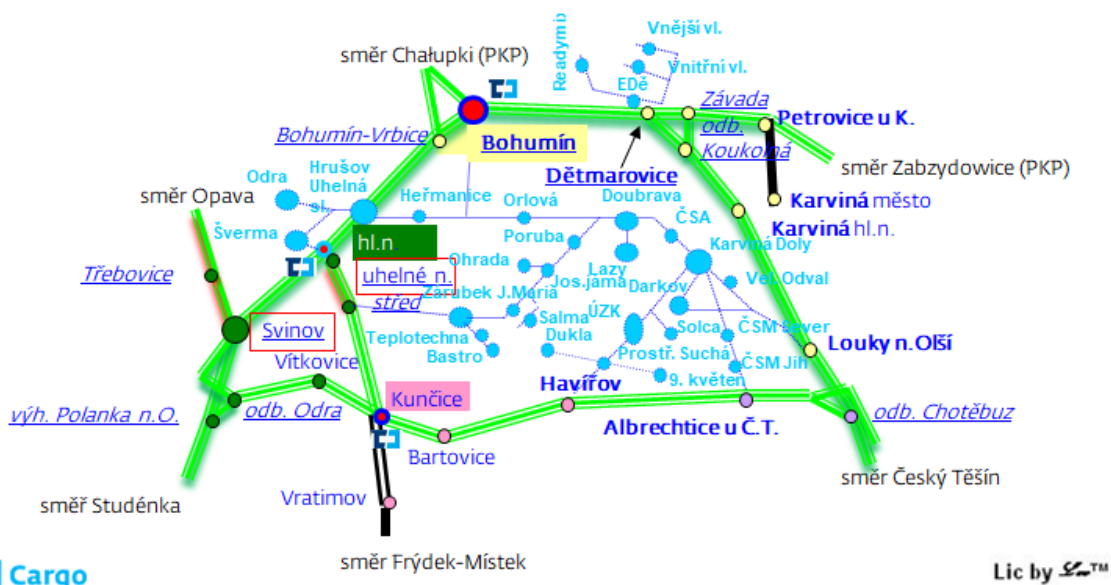 směr Chałupki (PKP)
Readymix
Vnější vl.
Vnitřní vl.
EDě
Závada
odb.
Koukolná
Petrovice u K.
Bohumín-Vrbice
Bohumín
Dětmarovice
směr Zabzydowice (PKP)
Karviná město
Karviná hl.n.
Hrušov
Uhelná
sl.
Odra
směr Opava
Šverma
Heřmanice
Orlová
Doubrava
ČSA
Poruba
Karviná Doly
hl.n
uhelné n.
střed
Ohrada
Lazy
Jos.jáma
Darkov
Vel.Odval
Třebovice
Zárubek
J.Maria
Salma
ÚZK
Dukla
Solca
ČSM Sever
Svinov
Teplotechna
Bastro
Prostř. Suchá
ČSM Jih
Louky n.Olší
Vítkovice
9. květen
Havířov
Kunčice
výh. Polanka n.O.
odb. Odra
odb. Chotěbuz
Albrechtice u Č.T.
Bartovice
směr Český Těšín
směř Studénka
Vratimov
směr Frýdek-Místek
Cargo
Lic by
TM